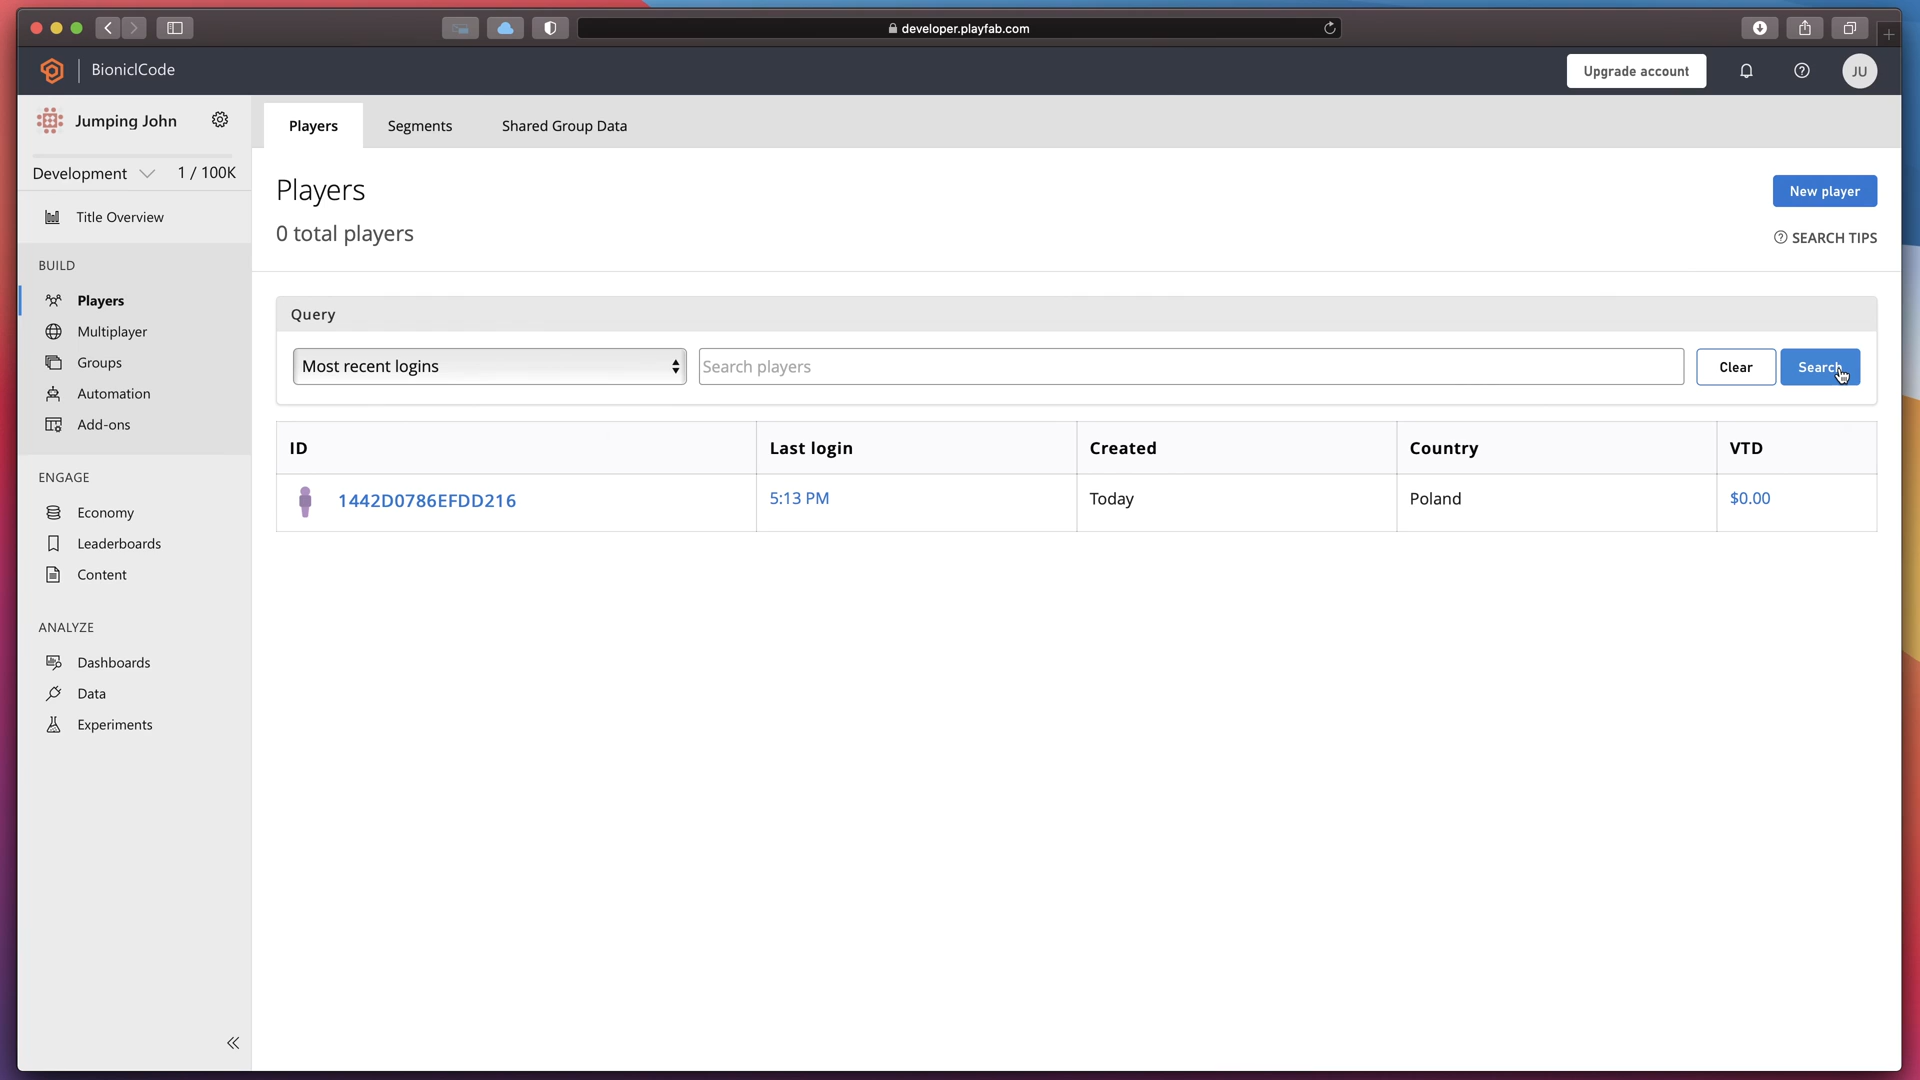 developer.playfab.com
BioniclCode
Upgrade account
JU
Jumping John
Development
1 / 100K
Title Overview
BUILD
Players
Multiplayer
Groups
Automation
Add-ons
ENGAGE
Economy
Leaderboards
Content
ANALYZE
Dashboards
Data
Experiments
Players Segments Shared Group Data
Players
New player
0 total players
SEARCH TIPS
Query
Most recent logins
Search players
Clear
Search
ID Last login Created Country VTD
1442D0786EFDD216 5:13 PM Today Poland $0.00